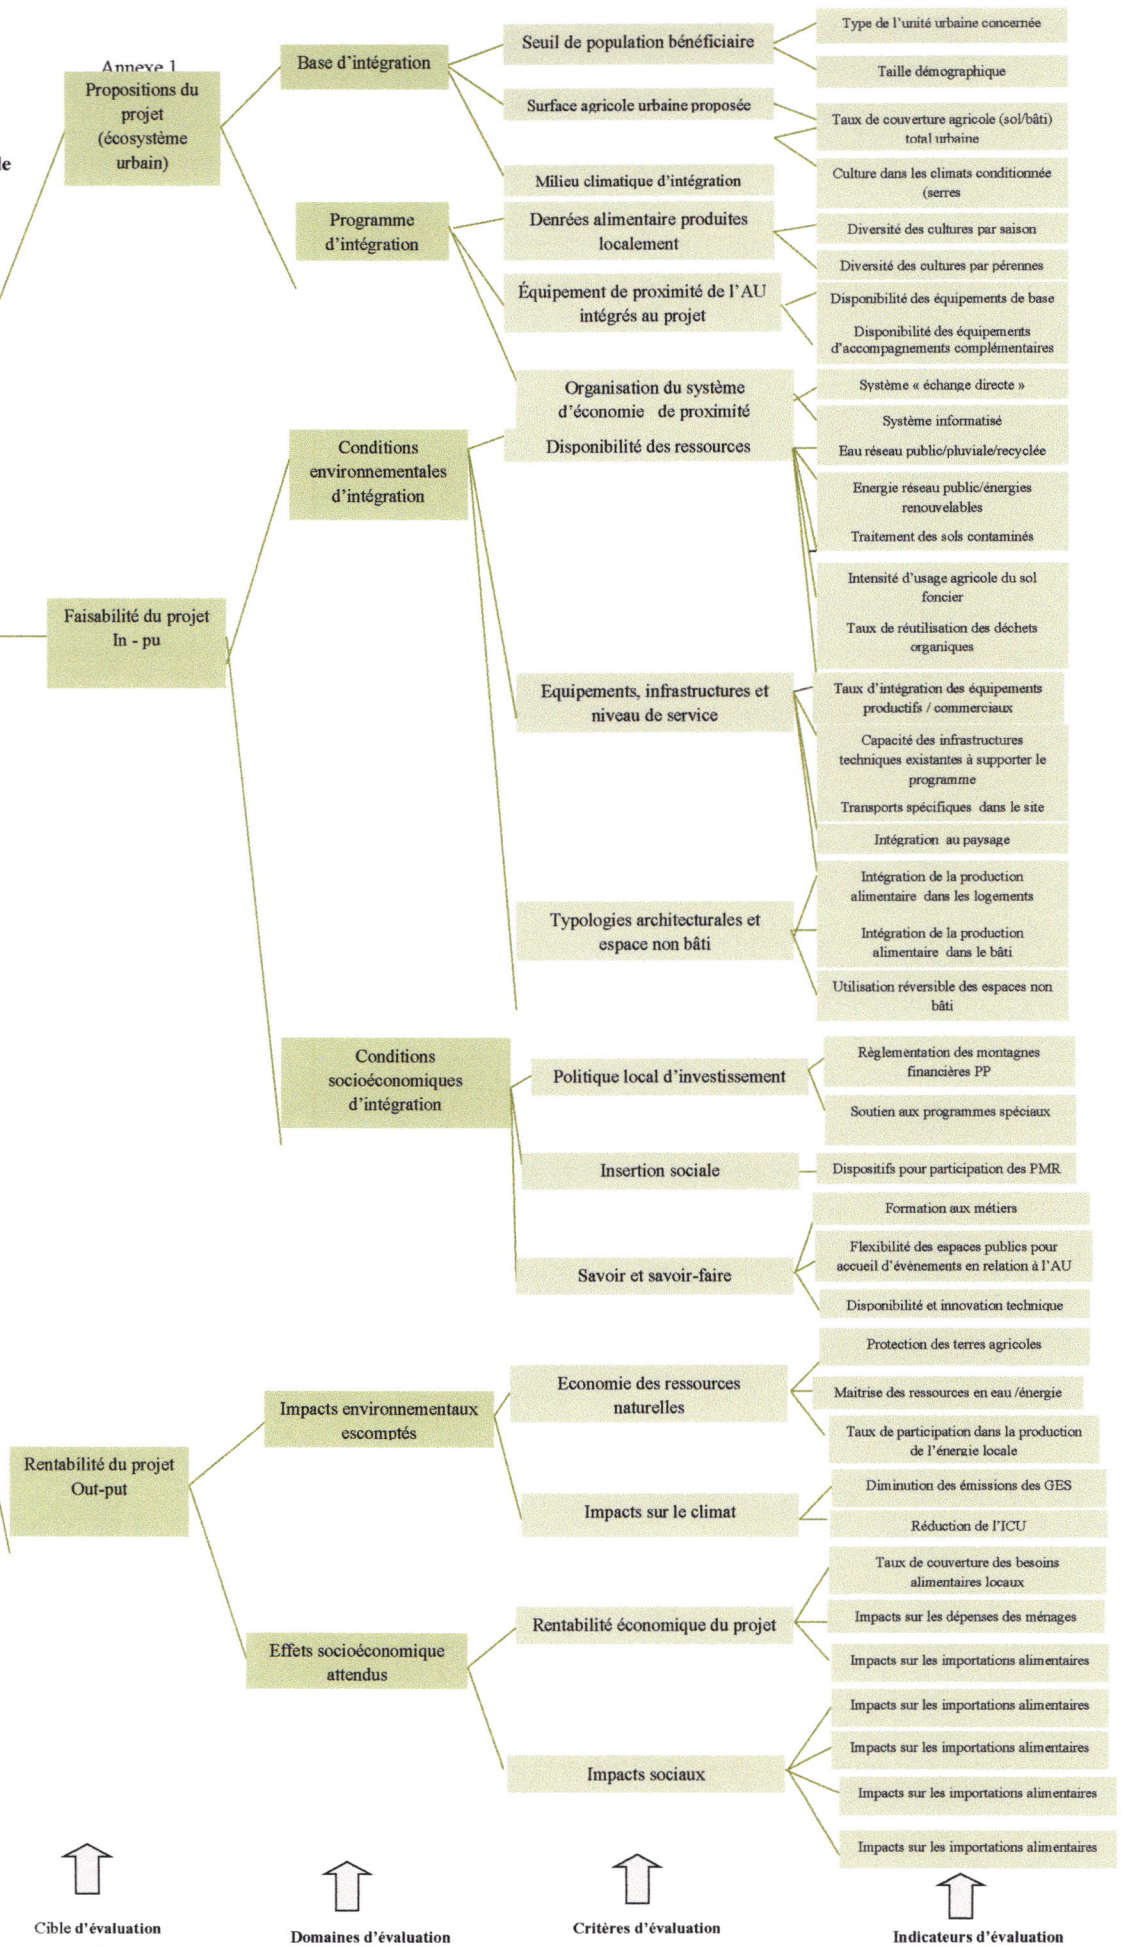 Annexe 1
le
Propositions du
projet
(écosystème
urbain)
Base d'intégration
Seuil de population bénéficiaire
Type de l'unité urbaine concernée
Taille démographique
Surface agricole urbaine proposée
Taux de couverture agricole (sol/bâti)
total urbaine
Milieu climatique d'intégration
Culture dans les climats conditionnée
(serres
Programme
d'intégration
Denrées alimentaire produites
localement
Diversité des cultures par saison
Diversité des cultures par pérennes
Équipement de proximité de l'AU
intégrés au projet
Disponibilité des équipements de base
Disponibilité des équipements
d'accompagnements complémentaires
Organisation du système
d'économie de proximité
Système « échange directe »
Système informatisé
Faisabilité du projet
In - pu
Conditions
environnementales
d'intégration
Disponibilité des ressources
Eau réseau public/pluviale/recyclée
Energie réseau public/énergies
renouvelables
Traitement des sols contaminés
Intensité d'usage agricole du sol
foncier
Taux de réutilisation des déchets
organiques
Equipements, infrastructures et
niveau de service
Taux d'intégration des équipements
productifs / commerciaux
Capacité des infrastructures
techniques existantes à supporter le
programme
Transports spécifiques dans le site
Intégration au paysage
Typologies architecturales et
espace non bâti
Intégration de la production
alimentaire dans les logements
Intégration de la production
alimentaire dans le bâti
Utilisation réversible des espaces non
bâti
Conditions
socioéconomiques
d'intégration
Politique local d'investissement
Règlementation des montagnes
financières PP
Soutien aux programmes spéciaux
Insertion sociale
Dispositifs pour participation des PMR
Savoir et savoir-faire
Formation aux métiers
Flexibilité des espaces publics pour
accueil d'évènements en relation à l'AU
Disponibilité et innovation technique
Rentabilité du projet
Out-put
Impacts environnementaux
escomptés
Economie des ressources
naturelles
Protection des terres agricoles
Maitrise des ressources en eau /énergie
Taux de participation dans la production
de l'énergie locale
Impacts sur le climat
Diminution des émissions des GES
Réduction de l'ICU
Effets socioéconomique
attendus
Rentabilité économique du projet
Taux de couverture des besoins
alimentaires locaux
Impacts sur les dépenses des ménages
Impacts sur les importations alimentaires
Impacts sociaux
Impacts sur les importations alimentaires
Impacts sur les importations alimentaires
Impacts sur les importations alimentaires
Impacts sur les importations alimentaires
Cible d'évaluation
Domaines d'évaluation
Critères d'évaluation
Indicateurs d'évaluation